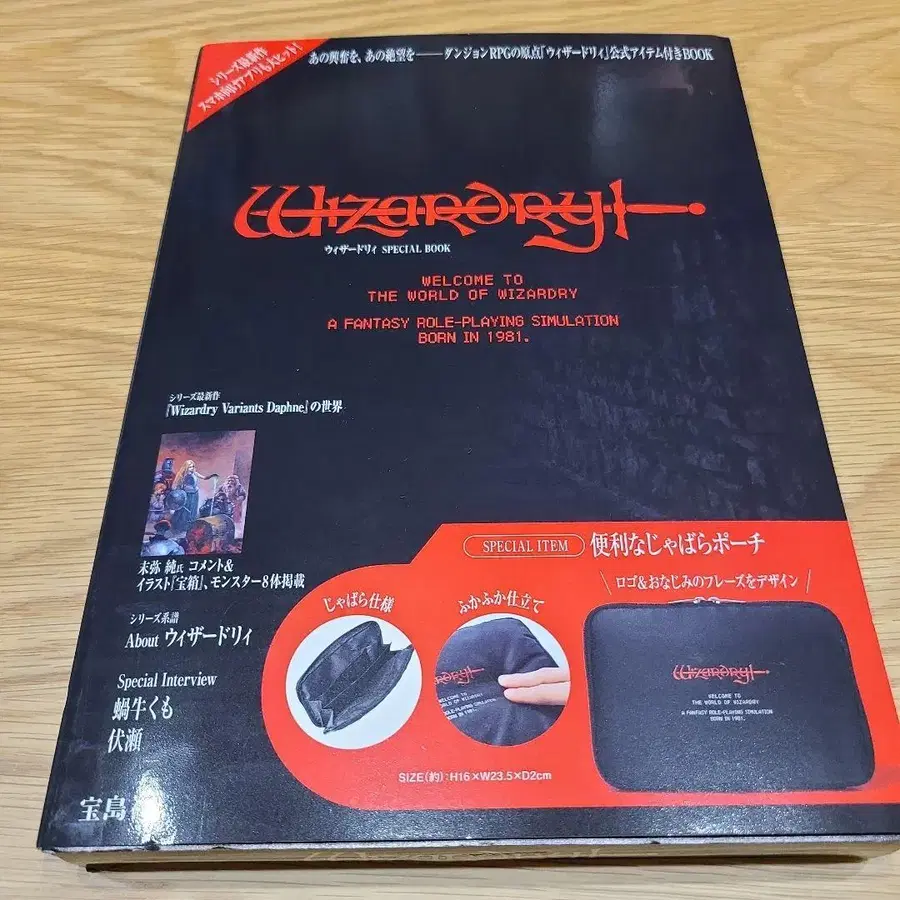 シリーズ最新作
スマホ向けアプリも大ヒット!
あの興奮を、あの絶望を——ダンジョンRPGの原点「ウィザードリィ」公式アイテム付きBOOK
Wizardry
ウィザードリィ SPECIAL BOOK
WELCOME TO
THE WORLD OF WIZARDRY
A FANTASY ROLE-PLAYING SIMULATION
BORN IN 1981.
シリーズ最新作
『Wizardry Variants Daphne』の世界
末弥 純氏 コメント&
イラスト「宝箱」、モンスター8体掲載
シリーズ系譜
About ウィザードリィ
Special Interview
蝸牛くも
伏瀬
宝島
SPECIAL ITEM 便利なじゃばらポーチ
\ ロゴ&おなじみのフレーズをデザイン /
じゃばら仕様
ふかふか仕立て
Wizardry
WELCOME TO
THE WORLD OF WIZARDRY
A FANTASY ROLE-PLAYING SIMULATION
BORN IN 1981.
SIZE(約):H16×W23.5×D2cm